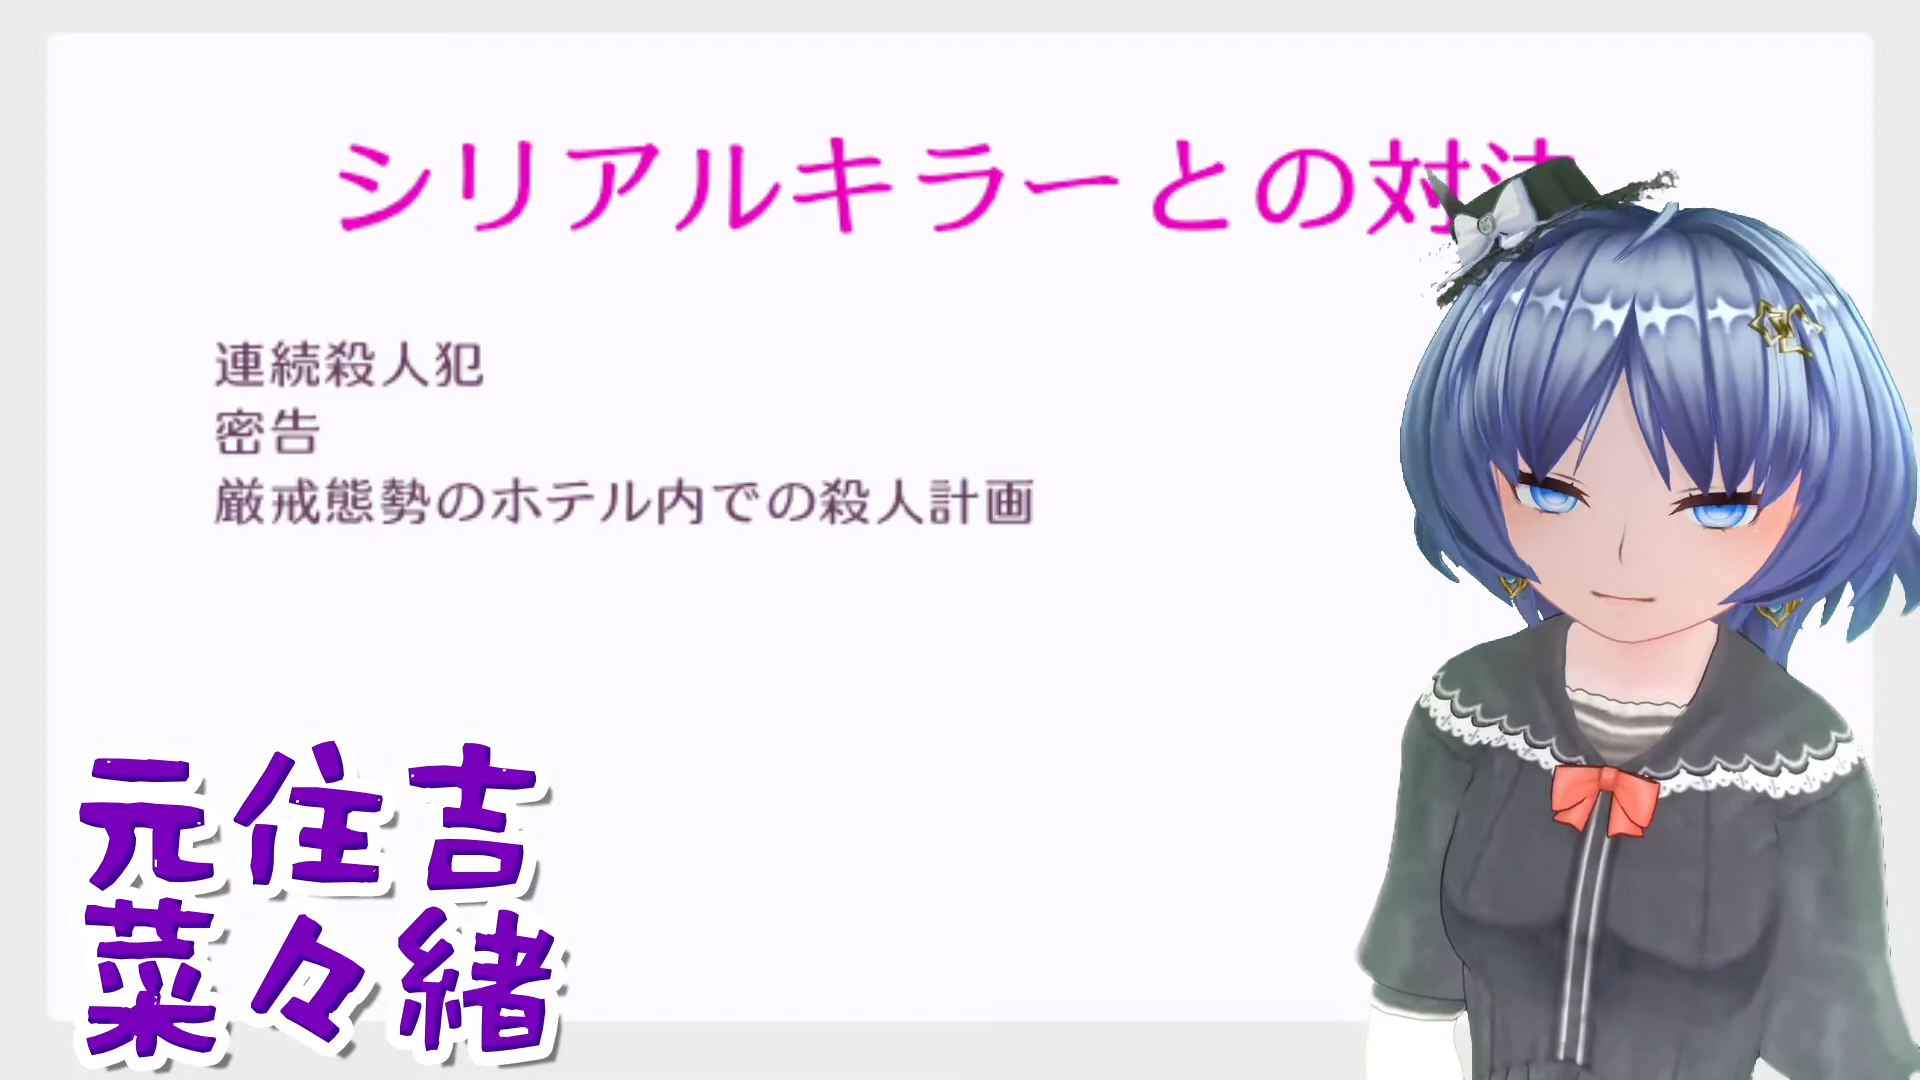 シリアルキラーとの対決
連続殺人犯
密告
厳戒態勢のホテル内での殺人計画
元住吉
菜々緒